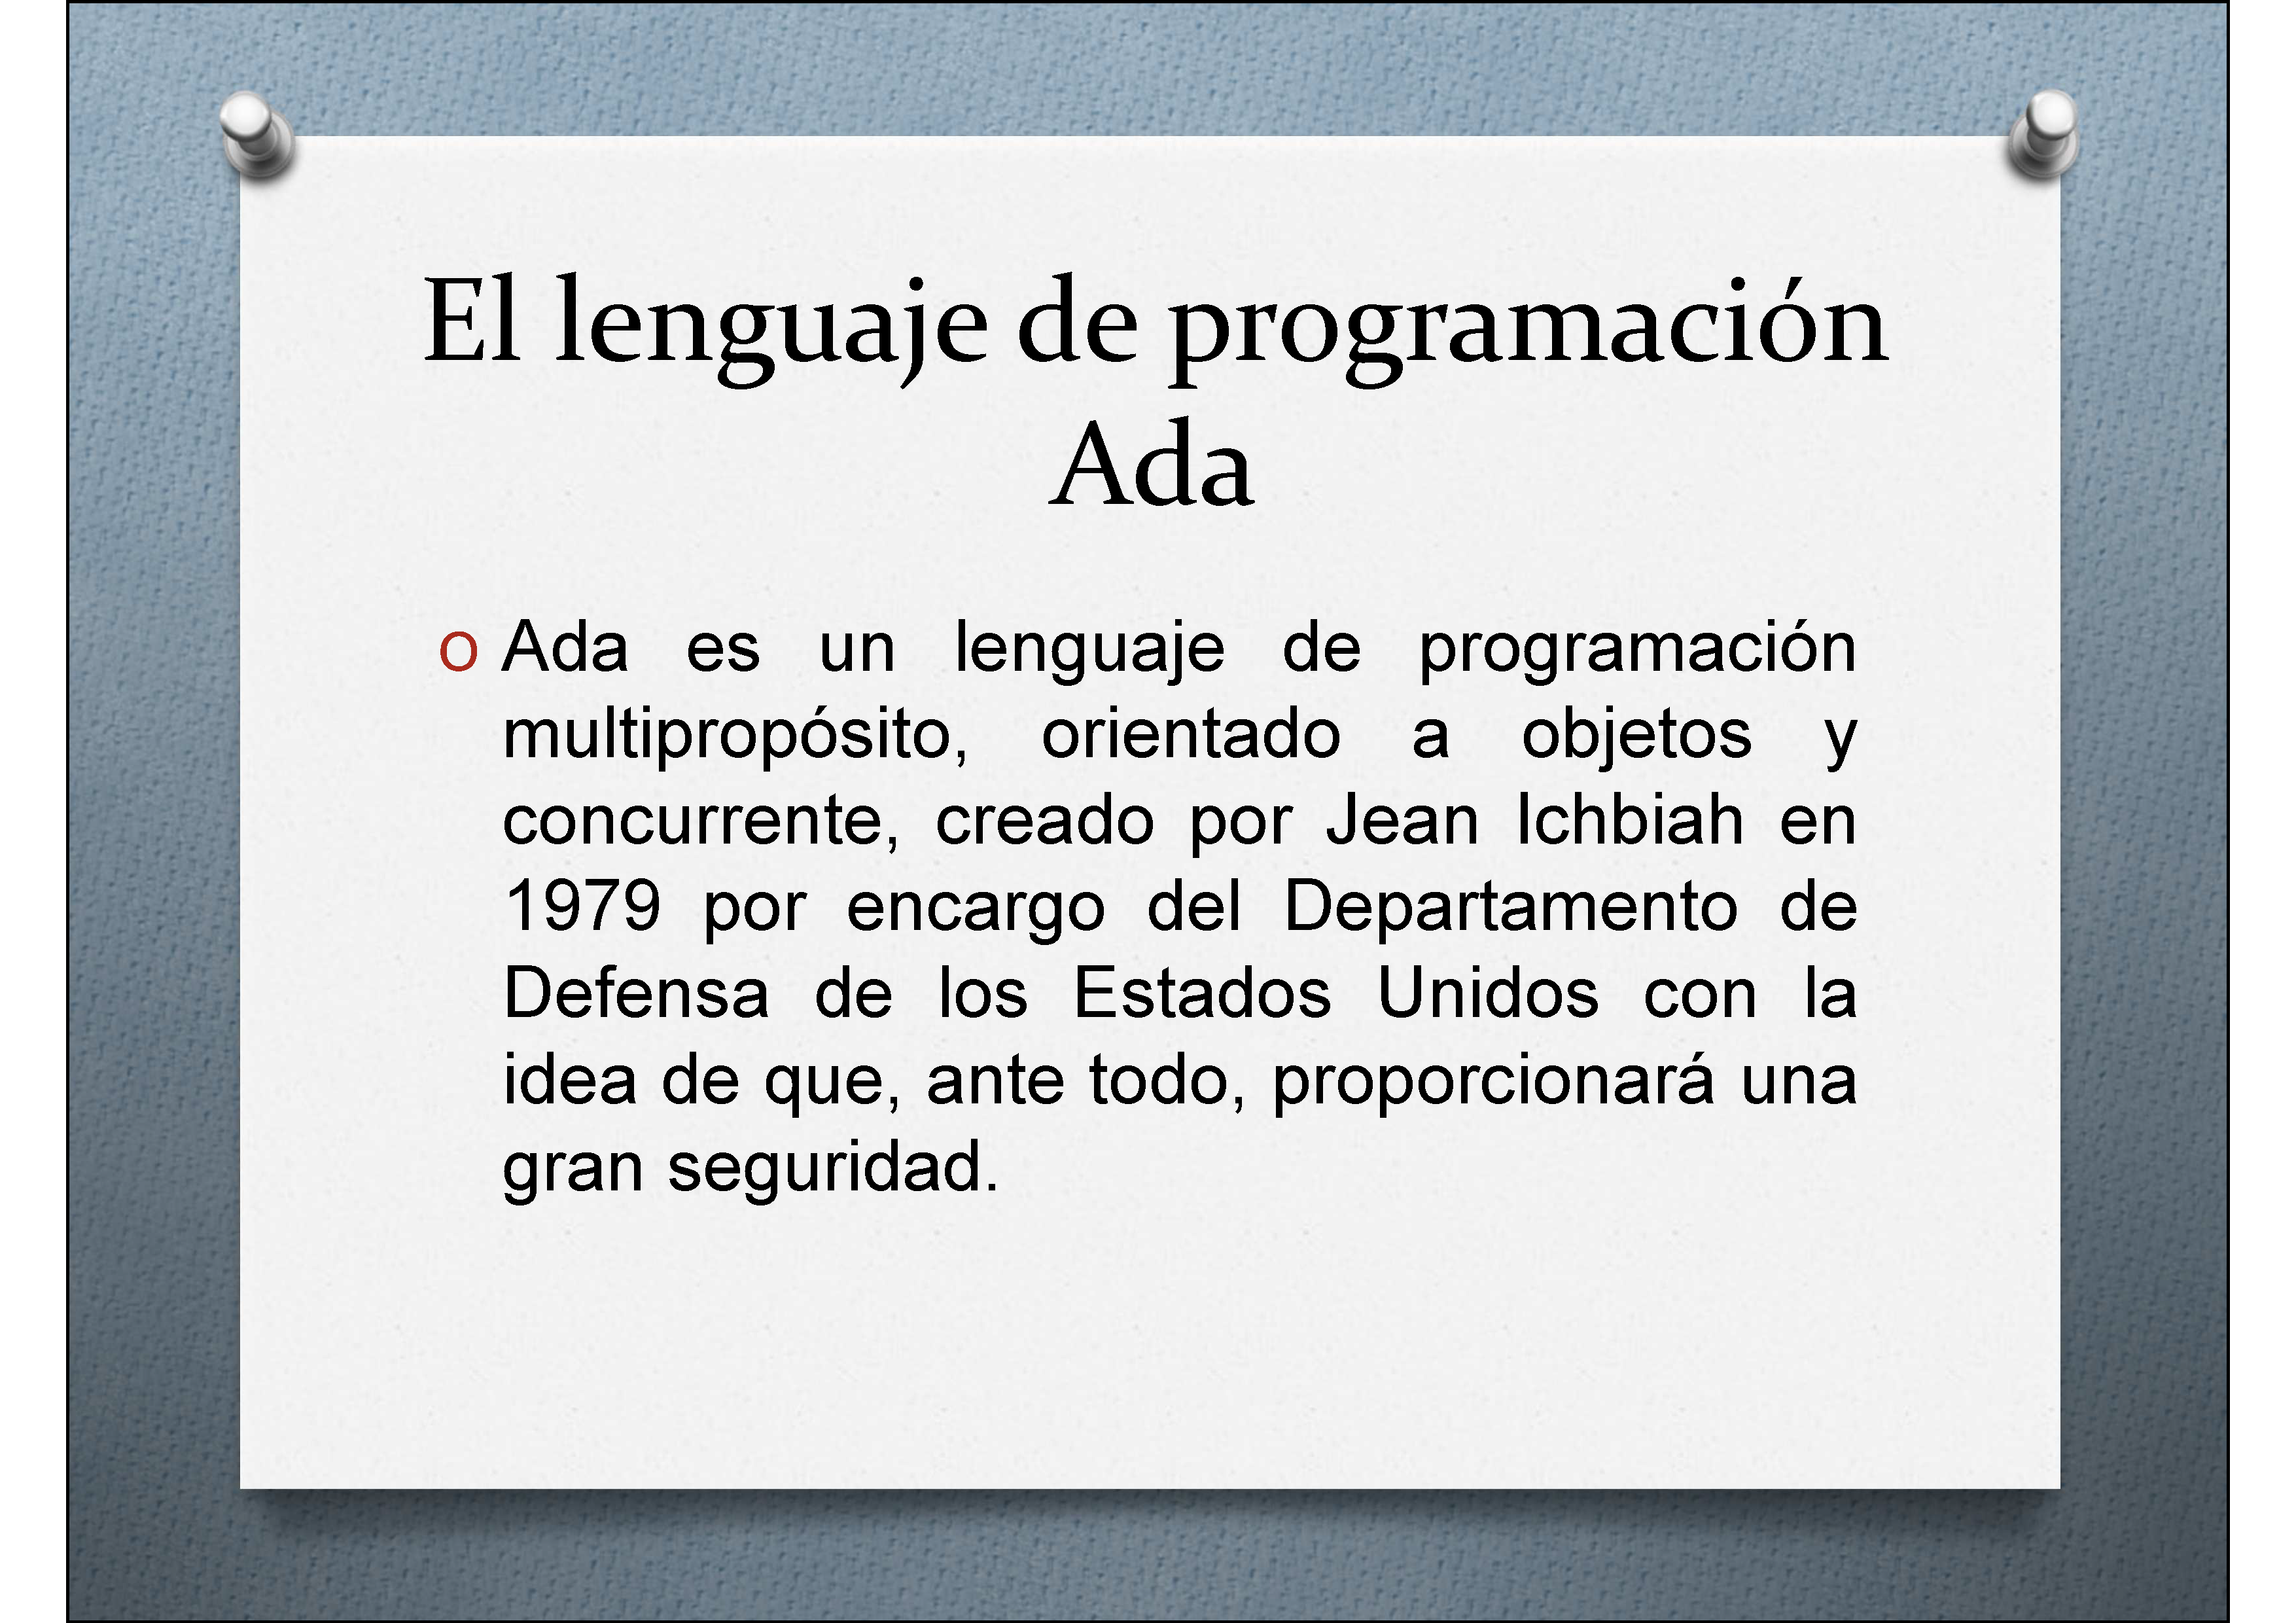 El lenguaje de programación
Ada
o Ada es un lenguaje de programación
multipropósito, orientado a objetos y
concurrente, creado por Jean Ichbiah en
1979 por encargo del Departamento de
Defensa de los Estados Unidos con la
idea de que, ante todo, proporcionará una
gran seguridad.